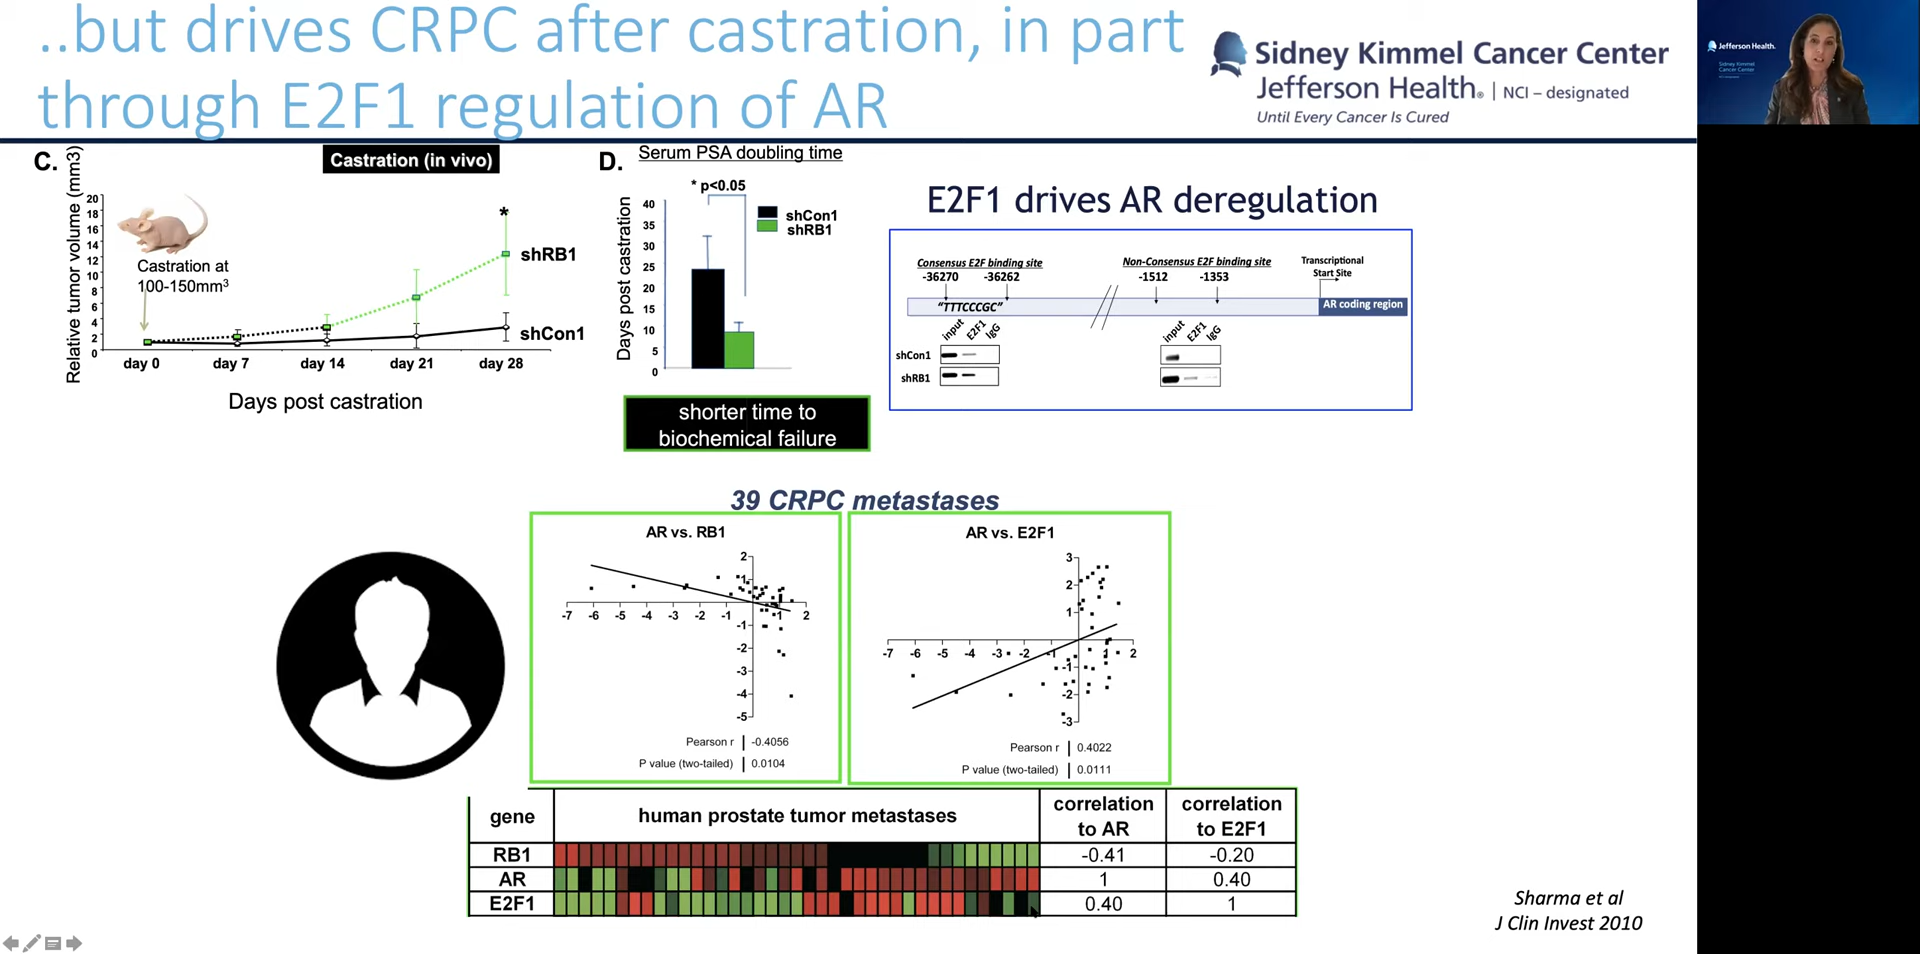 ..but drives CRPC after castration, in part
through E2F1 regulation of AR
Sidney Kimmel Cancer Center
Jefferson Health® | NCI – designated
Until Every Cancer Is Cured
Jefferson Health.
Sidney Kimmel
Cancer Center
C.
Castration (in vivo)
Relative tumor volume (mm3)
20
18
16
14
12
10
8
6
4
2
0
Castration at
100-150mm³
*
shRB1
shCon1
day 0 day 7 day 14 day 21 day 28
Days post castration
D.
Serum PSA doubling time
* p<0.05
Days post castration
40
35
30
25
20
15
10
5
0
shCon1
shRB1
shorter time to
biochemical failure
E2F1 drives AR deregulation
Consensus E2F binding site
-36270 -36262
Non-Consensus E2F binding site
-1512 -1353
Transcriptional
Start Site
"TTTCCCGC"
AR coding region
input E2F1 IgG
input E2F1 IgG
shCon1
shRB1
39 CRPC metastases
AR vs. RB1
2
1
-1
-2
-3
-4
-5
-7 -6 -5 -4 -3 -2 -1 1 2
Pearson r | -0.4056
P value (two-tailed) | 0.0104
AR vs. E2F1
3
2
1
-1
-2
-3
-7 -6 -5 -4 -3 -2 -1 1 2
Pearson r | 0.4022
P value (two-tailed) | 0.0111
gene
human prostate tumor metastases
correlation
to AR
correlation
to E2F1
RB1 -0.41 -0.20
AR 1 0.40
E2F1 0.40 1
Sharma et al
J Clin Invest 2010